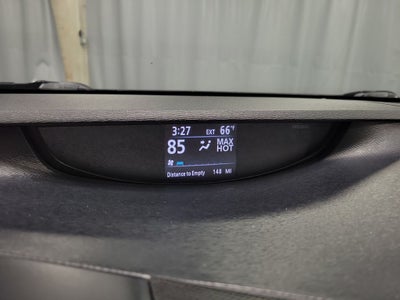 3:27 EXT 66°F
85 MAX
HOT
Distance to Empty 148 MI